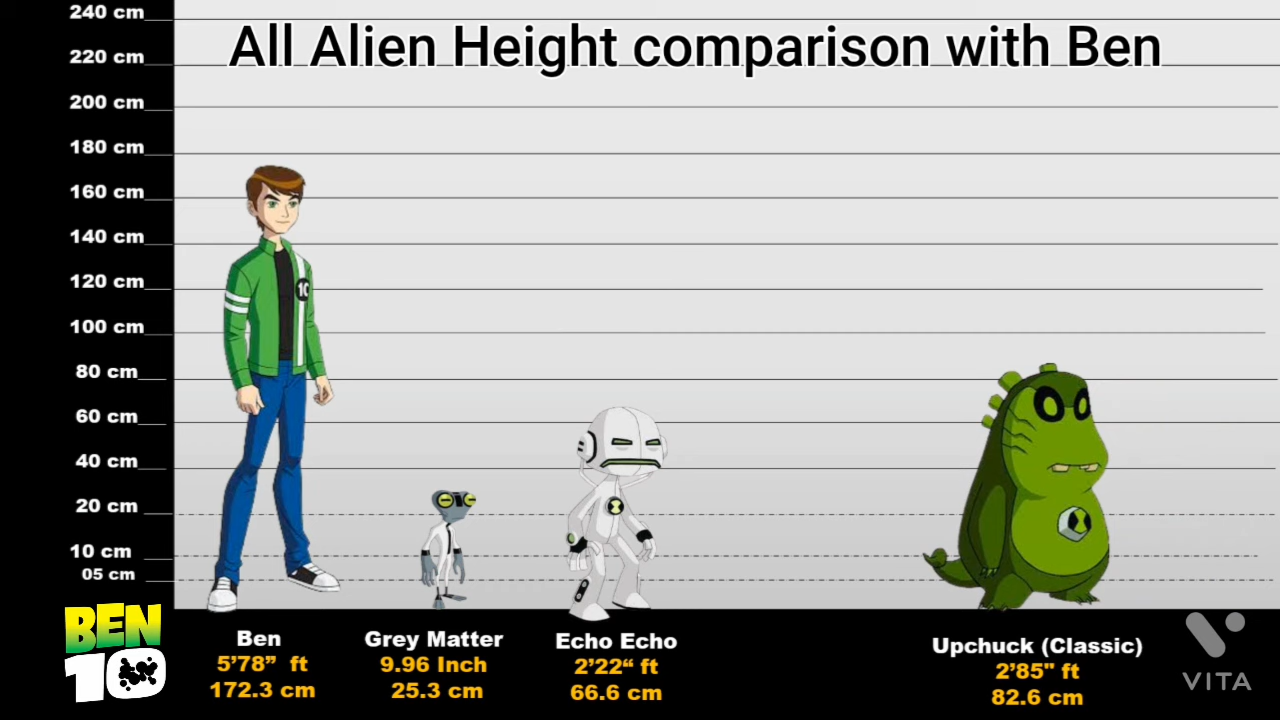 All Alien Height comparison with Ben
240 cm
220 cm
200 cm
180 cm
160 cm
140 cm
120 cm
100 cm
80 cm
60 cm
40 cm
20 cm
10 cm
05 cm
10
BEN
10
Ben
5’78” ft
172.3 cm
Grey Matter
9.96 Inch
25.3 cm
Echo Echo
2’22“ ft
66.6 cm
Upchuck (Classic)
2’85" ft
82.6 cm
VITA